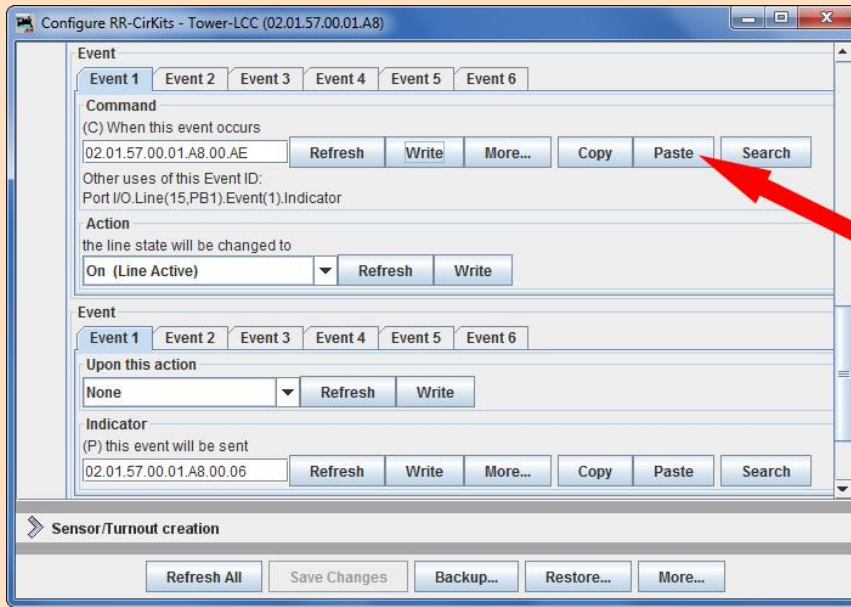 Configure RR-CirKits - Tower-LCC (02.01.57.00.01.A8)
Event
Event 1 Event 2 Event 3 Event 4 Event 5 Event 6
Command
(C) When this event occurs
02.01.57.00.01.A8.00.AE Refresh Write More... Copy Paste Search
Other uses of this Event ID:
Port I/O.Line(15,PB1).Event(1).Indicator
Action
the line state will be changed to
On (Line Active) Refresh Write
Event
Event 1 Event 2 Event 3 Event 4 Event 5 Event 6
Upon this action
None Refresh Write
Indicator
(P) this event will be sent
02.01.57.00.01.A8.00.06 Refresh Write More... Copy Paste Search
Sensor/Turnout creation
Refresh All Save Changes Backup... Restore... More...